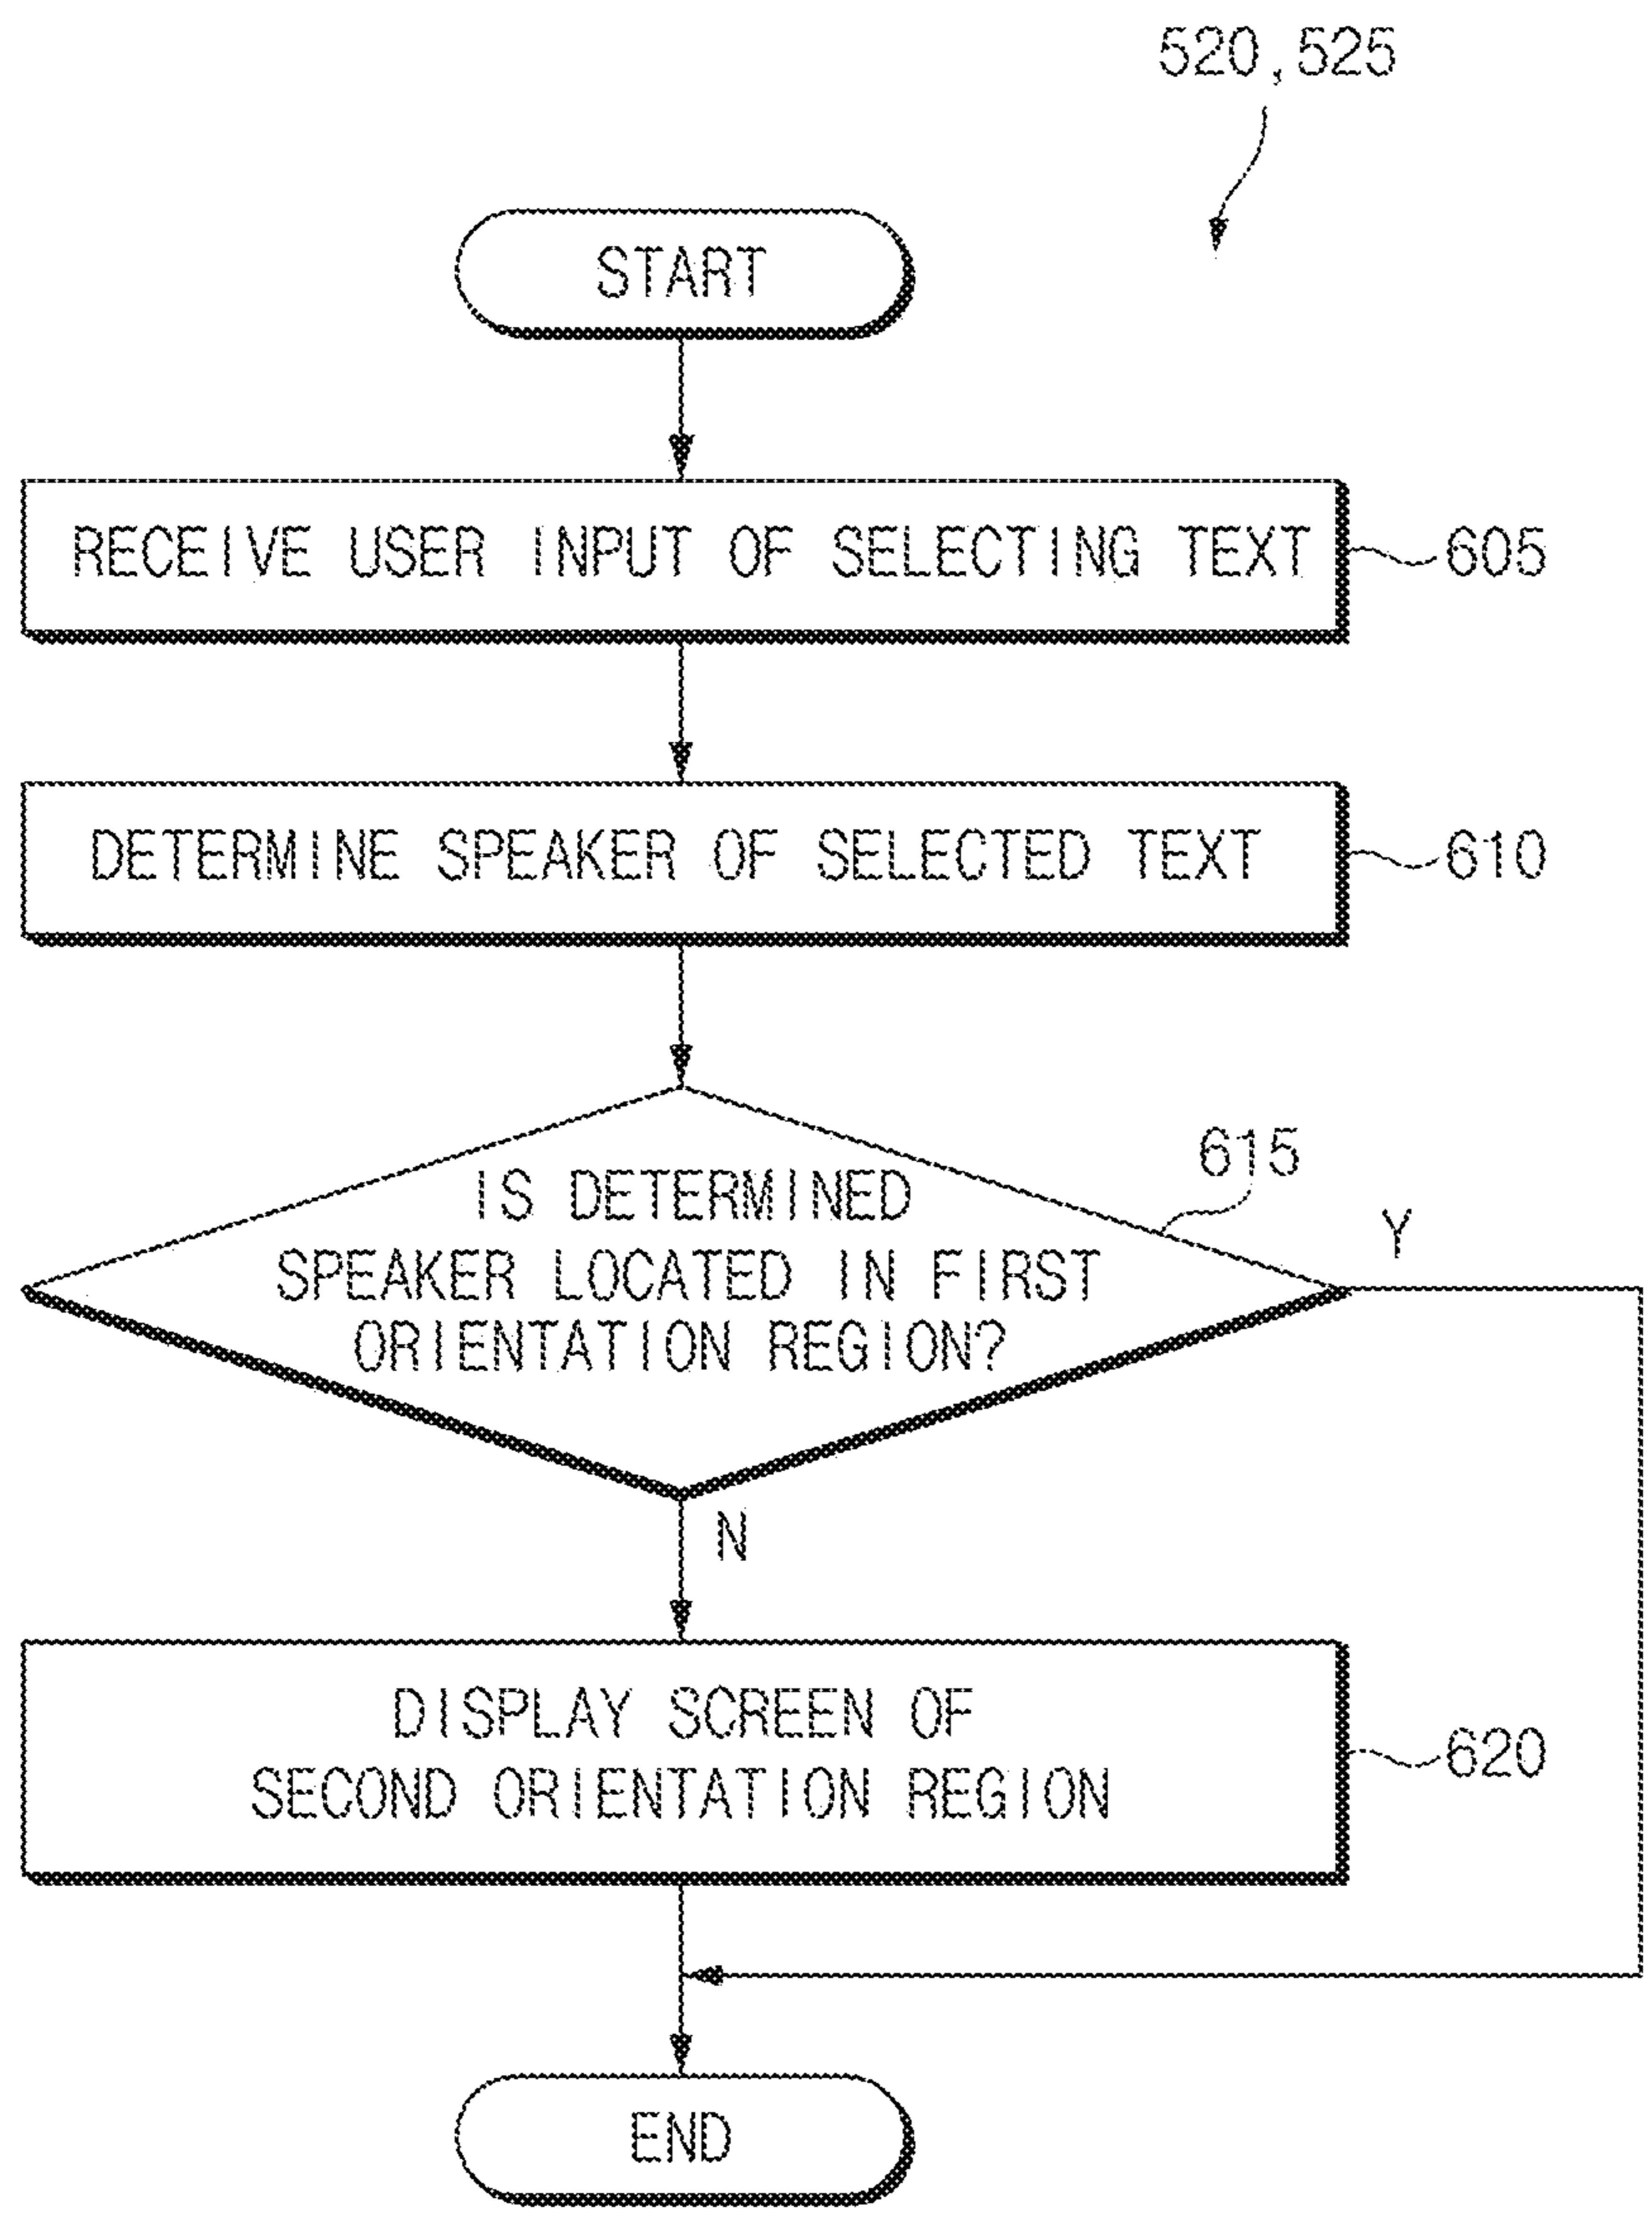 520,525
START
RECEIVE USER INPUT OF SELECTING TEXT
605
DETERMINE SPEAKER OF SELECTED TEXT
610
615
IS DETERMINED
SPEAKER LOCATED IN FIRST
ORIENTATION REGION?
Y
N
DISPLAY SCREEN OF
SECOND ORIENTATION REGION
620
END